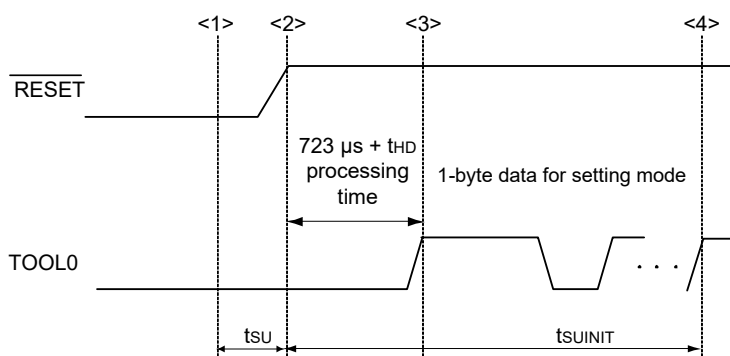 <1> <2> <3> <4>
RESET
723 µs + tHD
processing
time
1-byte data for setting mode
TOOL0
. . .
tSU
tSUINIT